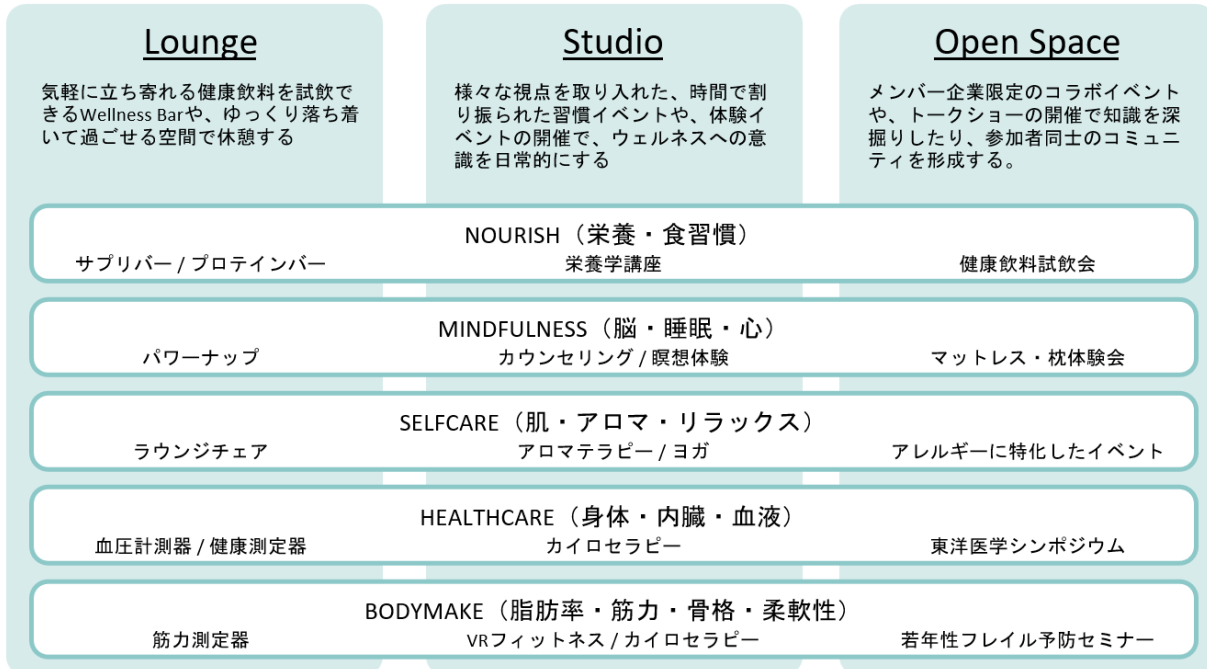 Lounge
気軽に立ち寄れる健康飲料を試飲で
きるWellness Barや、ゆっくり落ち着
いて過ごせる空間で休憩する
Studio
様々な視点を取り入れた、時間で割
り振られた習慣イベントや、体験イ
ベントの開催で、ウェルネスへの意
識を日常的にする
Open Space
メンバー企業限定のコラボイベント
や、トークショーの開催で知識を深
掘りしたり、参加者同士のコミュニ
ティを形成する。
NOURISH（栄養・食習慣）
サプリバー / プロテインバー
栄養学講座
健康飲料試飲会
MINDFULNESS（脳・睡眠・心）
パワーナップ
カウンセリング / 瞑想体験
マットレス・枕体験会
SELFCARE（肌・アロマ・リラックス）
ラウンジチェア
アロマテラピー / ヨガ
アレルギーに特化したイベント
HEALTHCARE（身体・内臓・血液）
血圧計測器 / 健康測定器
カイロセラピー
東洋医学シンポジウム
BODYMAKE（脂肪率・筋力・骨格・柔軟性）
筋力測定器
VRフィットネス / カイロセラピー
若年性フレイル予防セミナー